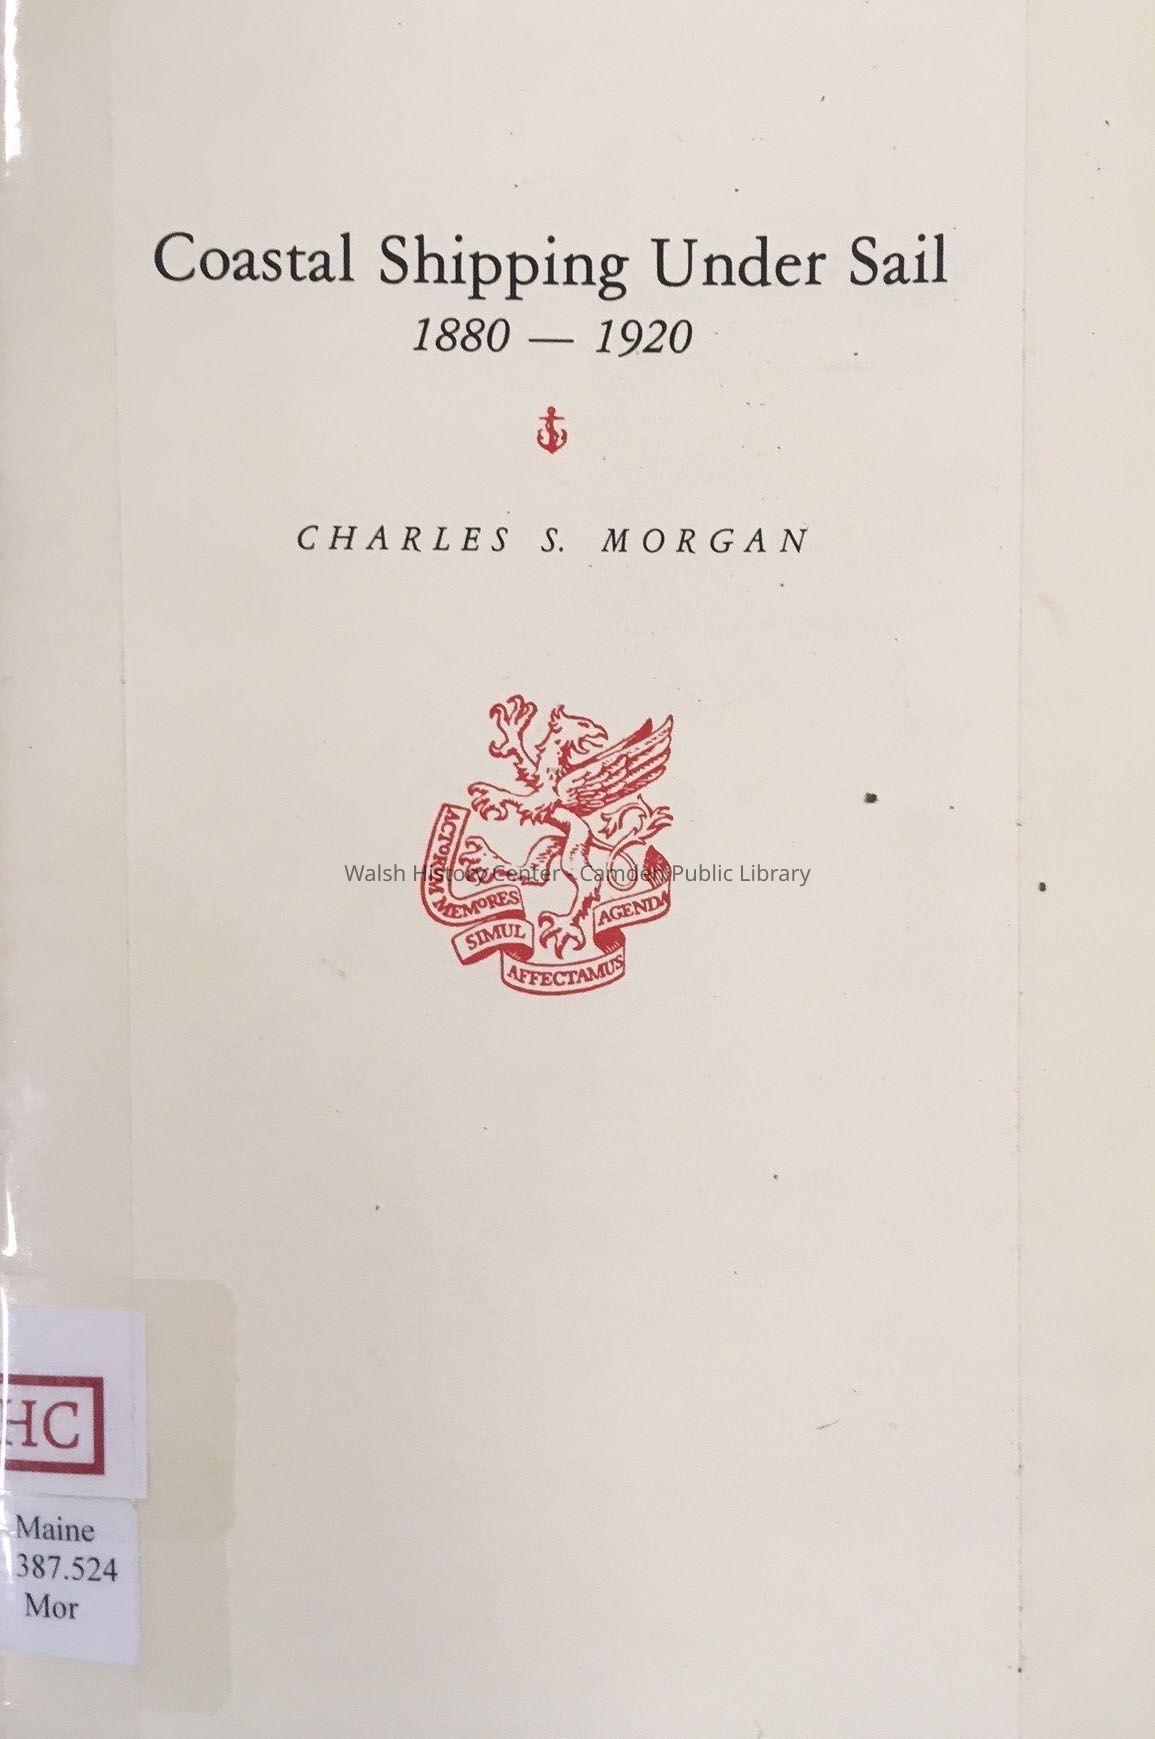 Coastal Shipping Under Sail
1880 — 1920
CHARLES S. MORGAN
Walsh History Center - Camden Public Library
ACTORUM
MEMORES
SIMUL
AFFECTAMUS
AGENDA
HC
Maine
387.524
Mor